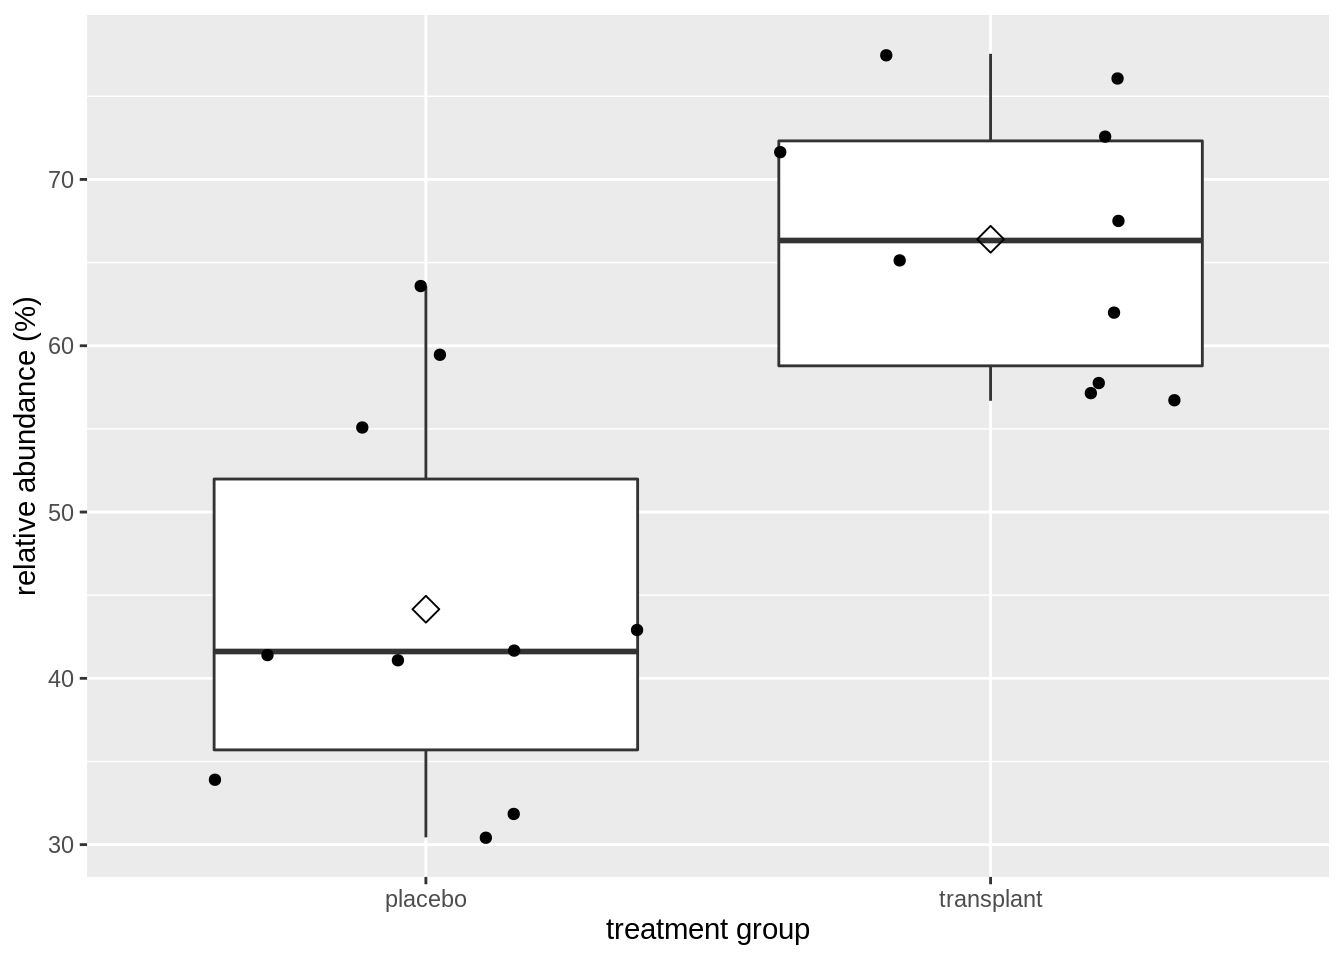 relative abundance (%)
70
60
50
40
30
placebo
transplant
treatment group